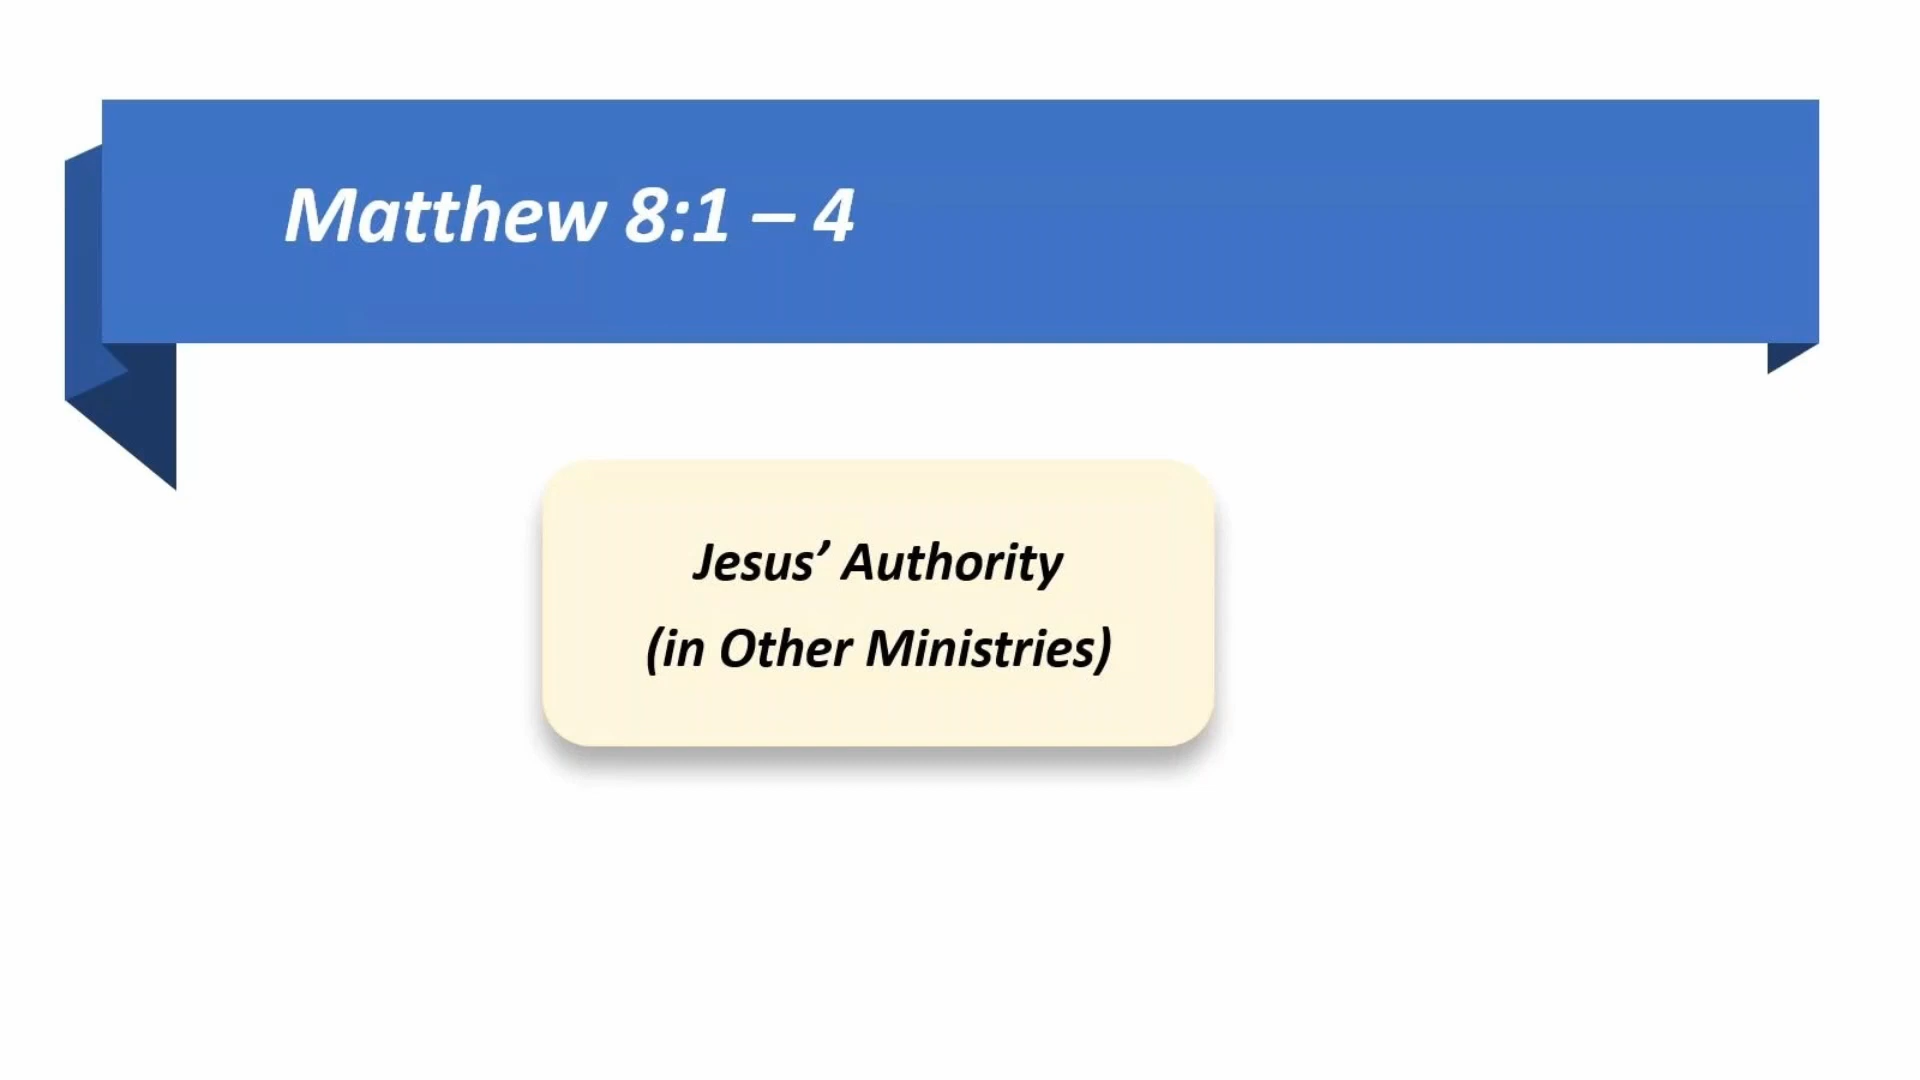 Matthew 8:1 – 4
Jesus’ Authority
(in Other Ministries)